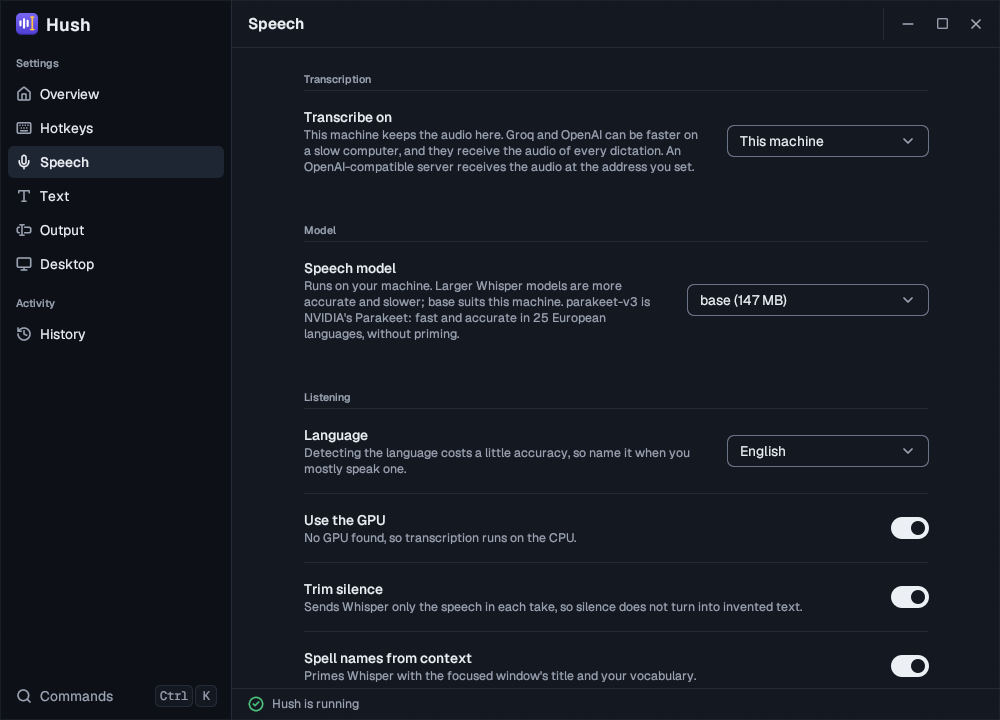 Hush
Settings
Overview
Hotkeys
Speech
Text
Output
Desktop
Activity
History
Commands
Ctrl K
Speech
Transcription
Transcribe on
This machine keeps the audio here. Groq and OpenAI can be faster on
a slow computer, and they receive the audio of every dictation. An
OpenAI-compatible server receives the audio at the address you set.
This machine
Model
Speech model
Runs on your machine. Larger Whisper models are more
accurate and slower; base suits this machine. parakeet-v3 is
NVIDIA's Parakeet: fast and accurate in 25 European
languages, without priming.
base (147 MB)
Listening
Language
Detecting the language costs a little accuracy, so name it when you
mostly speak one.
English
Use the GPU
No GPU found, so transcription runs on the CPU.
Trim silence
Sends Whisper only the speech in each take, so silence does not turn into invented text.
Spell names from context
Primes Whisper with the focused window's title and your vocabulary.
Hush is running